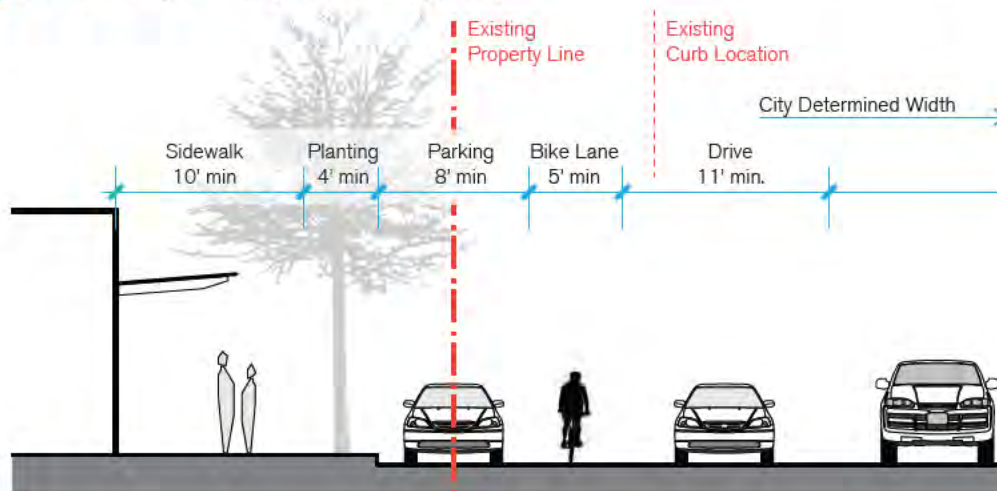 Existing
Property Line
Existing
Curb Location
City Determined Width
Sidewalk
10' min
Planting
4' min
Parking
8' min
Bike Lane
5' min
Drive
11' min.